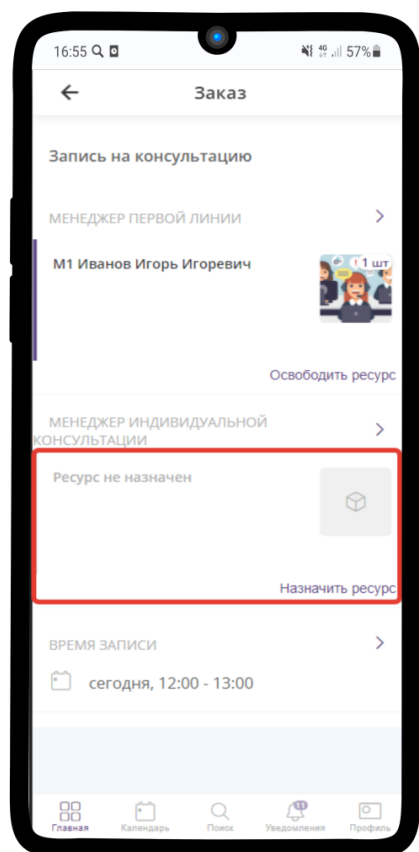 16:55
4G
57%
Заказ
Запись на консультацию
МЕНЕДЖЕР ПЕРВОЙ ЛИНИИ
М1 Иванов Игорь Игоревич
1 шт
Освободить ресурс
МЕНЕДЖЕР ИНДИВИДУАЛЬНОЙ
КОНСУЛЬТАЦИИ
Ресурс не назначен
Назначить ресурс
ВРЕМЯ ЗАПИСИ
сегодня, 12:00 - 13:00
11
Главная Календарь Поиск Уведомления Профиль